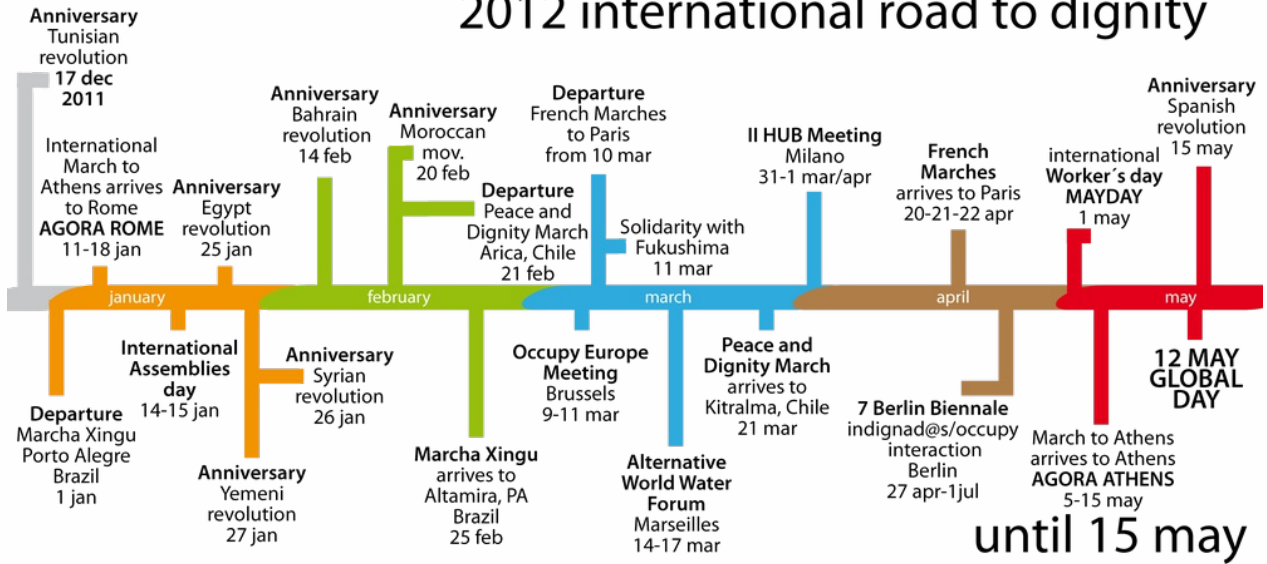 2012 international road to dignity
Anniversary
Tunisian
revolution
17 dec
2011
International
March to
Athens arrives
to Rome
AGORA ROME
11-18 jan
Anniversary
Egypt
revolution
25 jan
Anniversary
Bahrain
revolution
14 feb
Anniversary
Moroccan
mov.
20 feb
Departure
Peace and
Dignity March
Arica, Chile
21 feb
Departure
French Marches
to Paris
from 10 mar
Solidarity with
Fukushima
11 mar
II HUB Meeting
Milano
31-1 mar/apr
French
Marches
arrives to Paris
20-21-22 apr
international
Worker´s day
MAYDAY
1 may
Anniversary
Spanish
revolution
15 may
january
february
march
april
may
Departure
Marcha Xingu
Porto Alegre
Brazil
1 jan
International
Assemblies
day
14-15 jan
Anniversary
Yemeni
revolution
27 jan
Anniversary
Syrian
revolution
26 jan
Marcha Xingu
arrives to
Altamira, PA
Brazil
25 feb
Occupy Europe
Meeting
Brussels
9-11 mar
Alternative
World Water
Forum
Marseilles
14-17 mar
Peace and
Dignity March
arrives to
Kitralma, Chile
21 mar
7 Berlin Biennale
indignad@s/occupy
interaction
Berlin
27 apr-1jul
March to Athens
arrives to Athens
AGORA ATHENS
5-15 may
12 MAY
GLOBAL
DAY
until 15 may